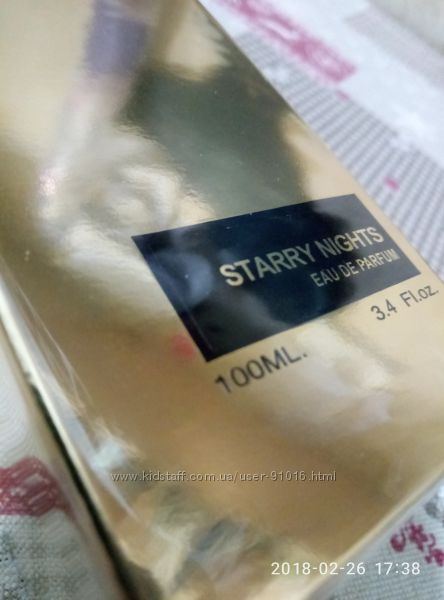 STARRY NIGHTS
EAU DE PARFUM
100ML. 3.4 Fl.oz.
www.kidstaff.com.ua/user-91016.html
2018-02-26 17:38